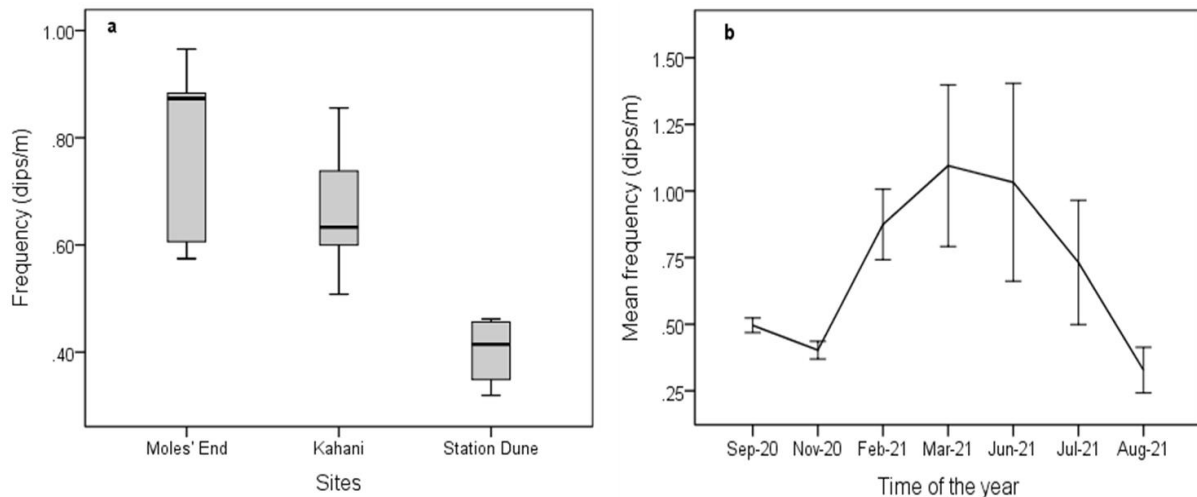 a
1.00
.80
.60
.40
Frequency (dips/m)
Moles' End Kahani Station Dune
Sites
b
1.50
1.25
1.00
.75
.50
.25
Mean frequency (dips/m)
Sep-20 Nov-20 Feb-21 Mar-21 Jun-21 Jul-21 Aug-21
Time of the year